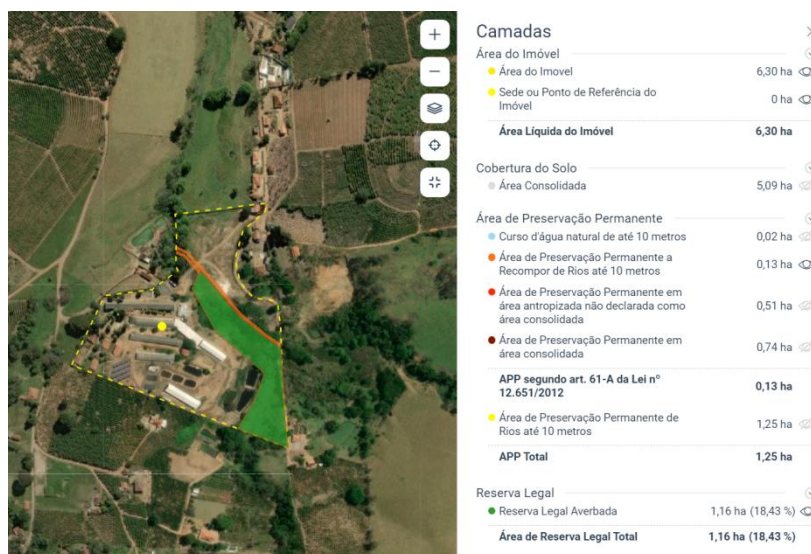 Camadas
Área do Imóvel
Área do Imovel 6,30 ha
Sede ou Ponto de Referência do 0 ha
Imóvel
Área Líquida do Imóvel 6,30 ha
Cobertura do Solo
Área Consolidada 5,09 ha
Área de Preservação Permanente
Curso d'água natural de até 10 metros 0,02 ha
Área de Preservação Permanente a
Recompor de Rios até 10 metros 0,13 ha
Área de Preservação Permanente em
área antropizada não declarada como 0,51 ha
área consolidada
Área de Preservação Permanente em
área consolidada 0,74 ha
APP segundo art. 61-A da Lei nº
12.651/2012 0,13 ha
Área de Preservação Permanente de
Rios até 10 metros 1,25 ha
APP Total 1,25 ha
Reserva Legal
Reserva Legal Averbada 1,16 ha (18,43 %)
Área de Reserva Legal Total 1,16 ha (18,43 %)